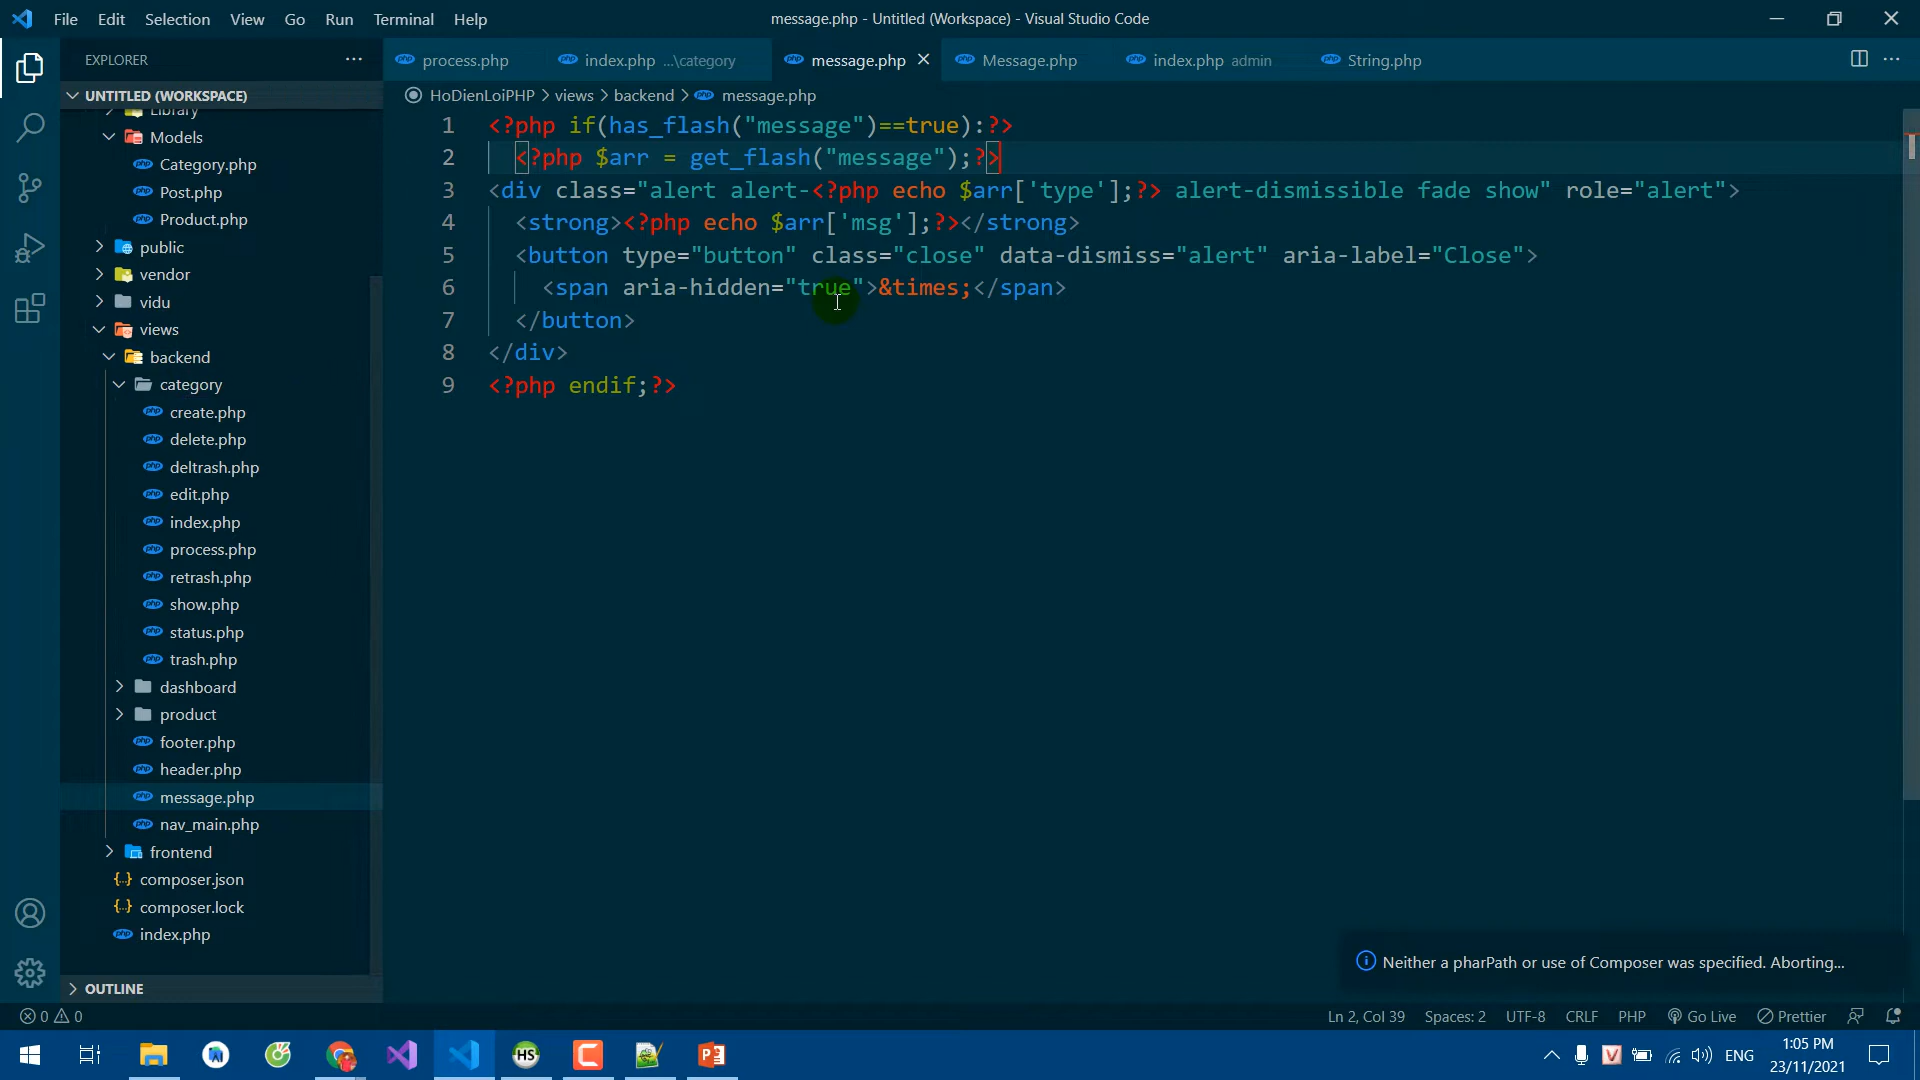 File Edit Selection View Go Run Terminal Help
message.php - Untitled (Workspace) - Visual Studio Code
EXPLORER
process.php
index.php ...\category
message.php
Message.php
index.php admin
String.php
UNTITLED (WORKSPACE)
HoDienLoiPHP > views > backend > message.php
Library
Models
Category.php
Post.php
Product.php
public
vendor
vidu
views
backend
category
create.php
delete.php
deltrash.php
edit.php
index.php
process.php
retrash.php
show.php
status.php
trash.php
dashboard
product
footer.php
header.php
message.php
nav_main.php
frontend
composer.json
composer.lock
index.php
OUTLINE
1 <?php if(has_flash("message")==true):?>
2 <?php $arr = get_flash("message");?>
3 <div class="alert alert-<?php echo $arr['type'];?> alert-dismissible fade show" role="alert">
4 <strong><?php echo $arr['msg'];?></strong>
5 <button type="button" class="close" data-dismiss="alert" aria-label="Close">
6 <span aria-hidden="true">&times;</span>
7 </button>
8 </div>
9 <?php endif;?>
Neither a pharPath or use of Composer was specified. Aborting...
0 0
Ln 2, Col 39 Spaces: 2 UTF-8 CRLF PHP Go Live Prettier
HS
ENG
1:05 PM
23/11/2021